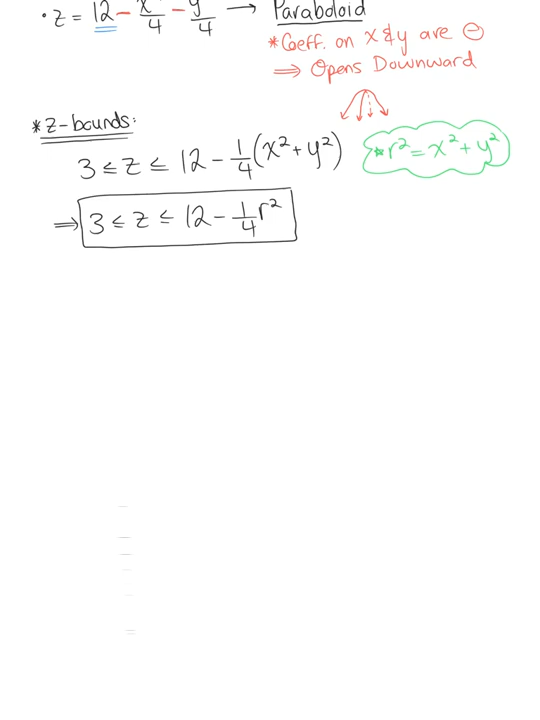 • z = 12 - x²/4 - y²/4 → Paraboloid
*Coeff. on x & y are ⊖
⇒ Opens Downward
*z-bounds:
3 ≤ z ≤ 12 - 1/4(x² + y²) *r² = x² + y²
⇒ 3 ≤ z ≤ 12 - 1/4 r²